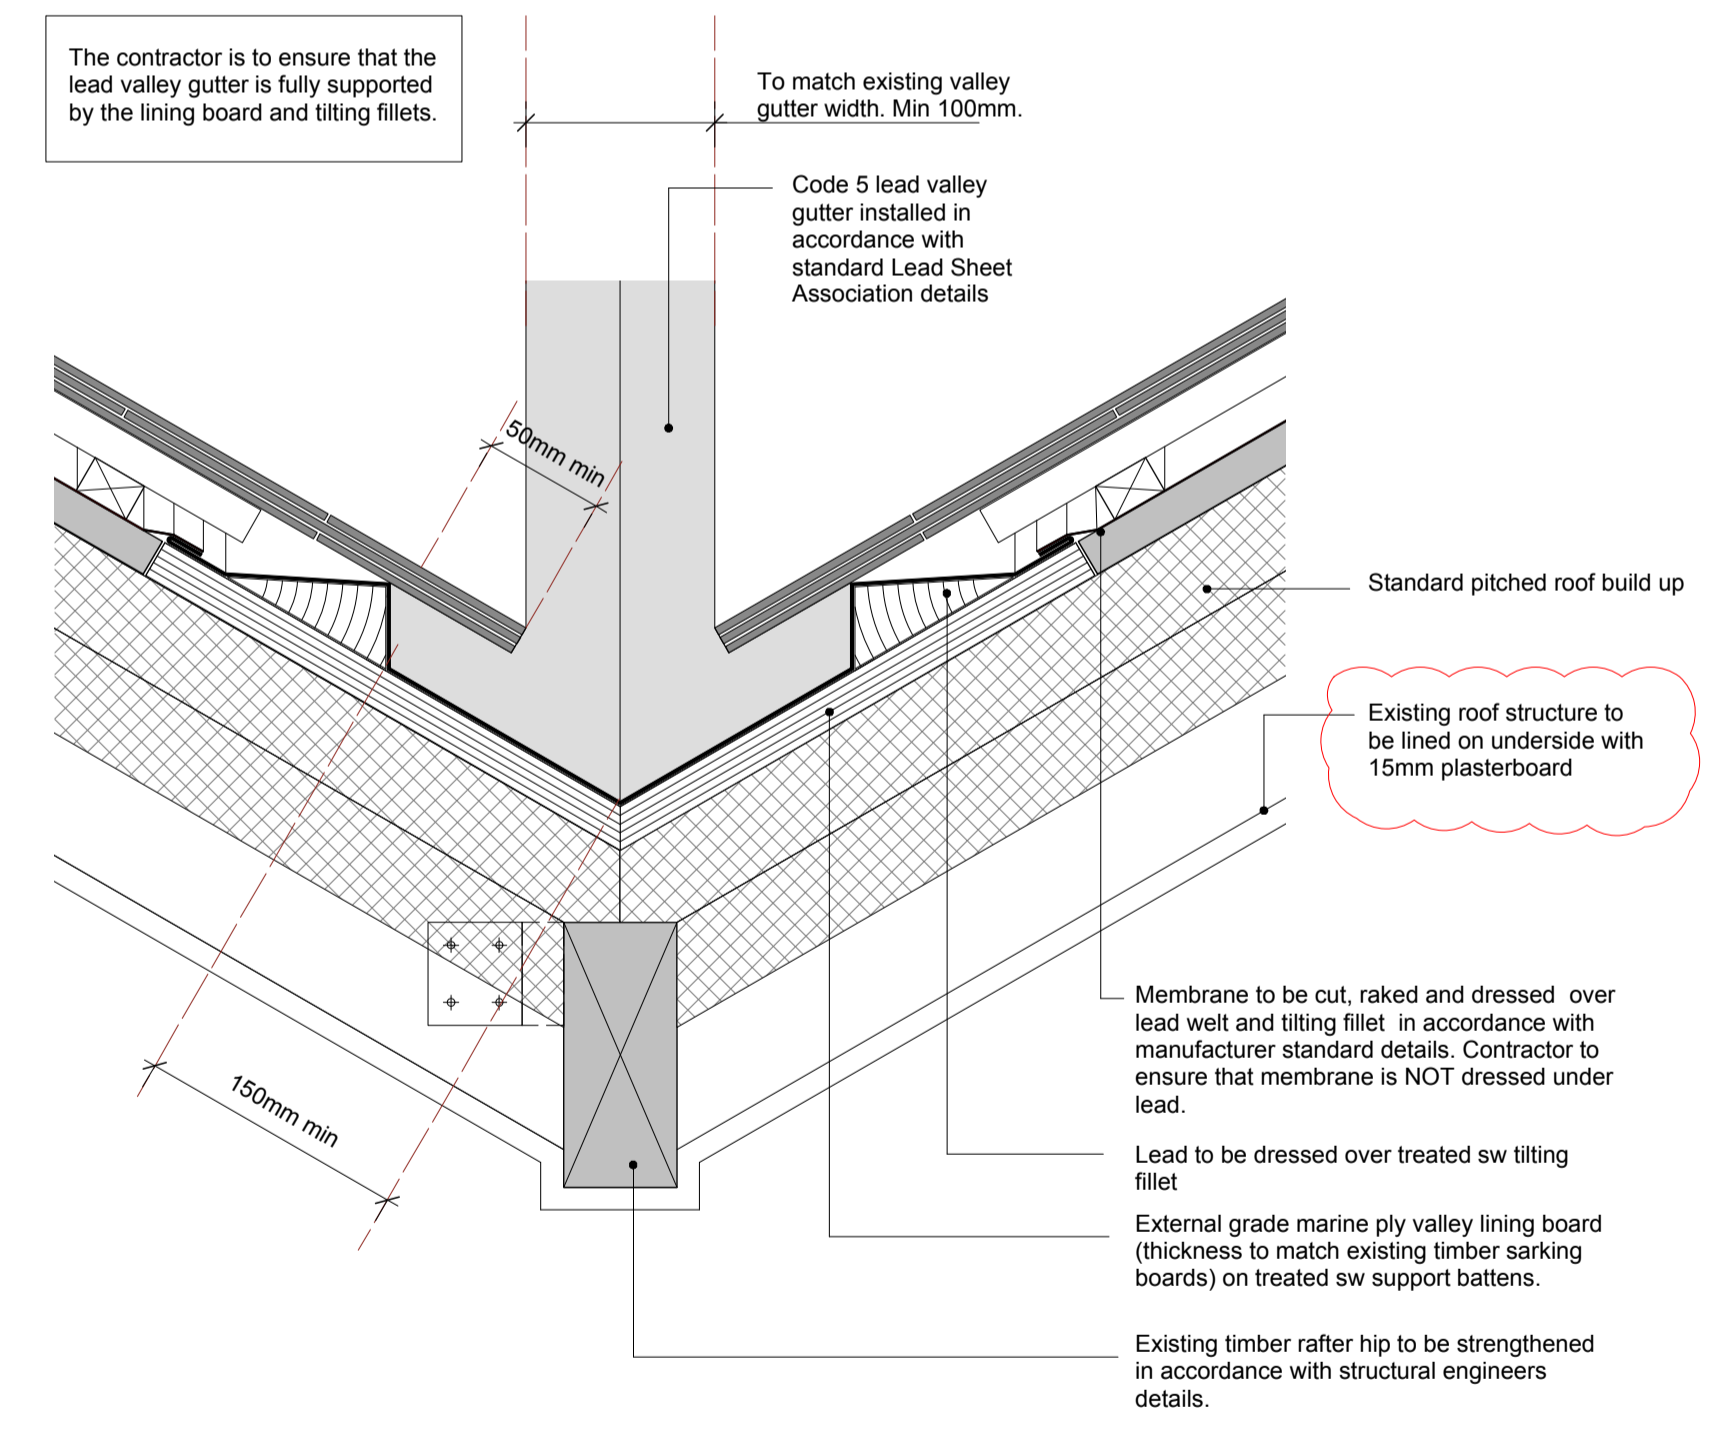 The contractor is to ensure that the
lead valley gutter is fully supported
by the lining board and tilting fillets.
To match existing valley
gutter width. Min 100mm.
Code 5 lead valley
gutter installed in
accordance with
standard Lead Sheet
Association details
50mm min
Standard pitched roof build up
Existing roof structure to
be lined on underside with
15mm plasterboard
Membrane to be cut, raked and dressed  over
lead welt and tilting fillet  in accordance with
manufacturer standard details. Contractor to
ensure that membrane is NOT dressed under
lead.
150mm min
Lead to be dressed over treated sw tilting
fillet
External grade marine ply valley lining board
(thickness to match existing timber sarking
boards) on treated sw support battens.
Existing timber rafter hip to be strengthened
in accordance with structural engineers
details.